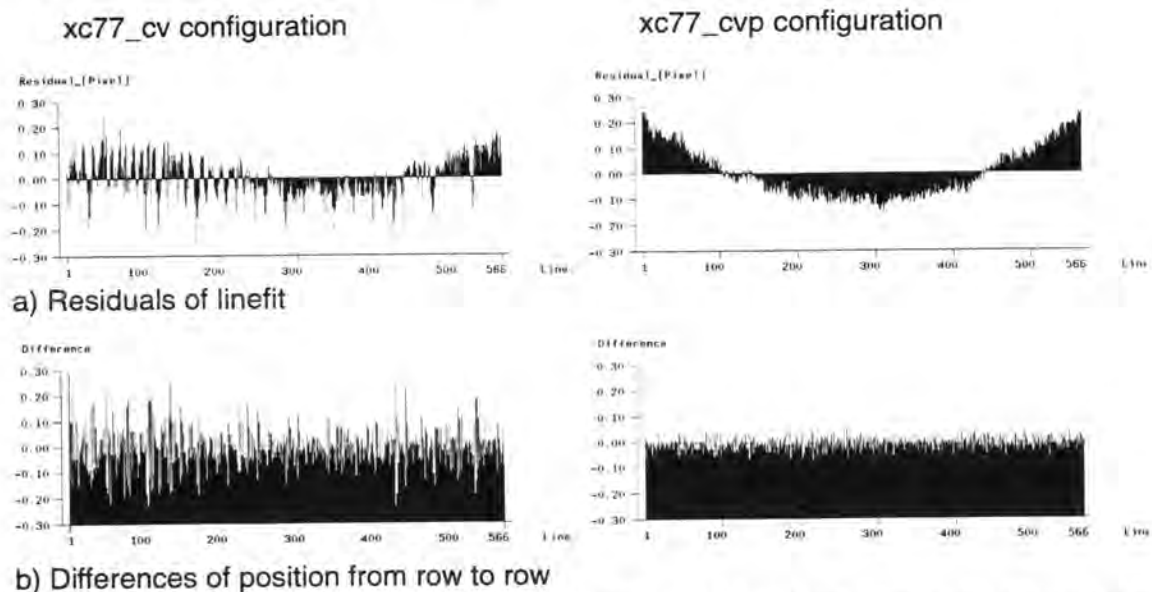 xc77_cv configuration
xc77_cvp configuration
Residual_[Pixel]
0.30
0.20
0.10
0.00
-0.10
-0.20
-0.30
1 100 200 300 400 500 566 Line
Residual_[Pixel]
0.30
0.20
0.10
0.00
-0.10
-0.20
-0.30
1 100 200 300 400 500 566 Line
a) Residuals of linefit
Difference
0.30
0.20
0.10
0.00
-0.10
-0.20
-0.30
1 100 200 300 400 500 566 Line
Difference
0.30
0.20
0.10
0.00
-0.10
-0.20
-0.30
1 100 200 300 400 500 566 Line
b) Differences of position from row to row